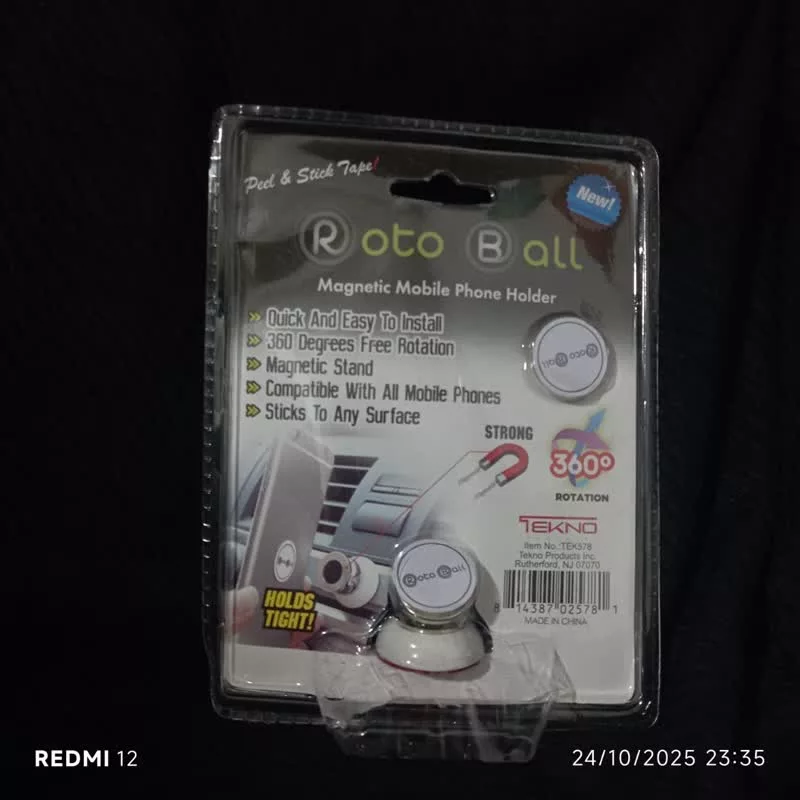 Peel & Stick Tape!
New!
Roto Ball
Magnetic Mobile Phone Holder
Quick And Easy To Install
360 Degrees Free Rotation
Magnetic Stand
Compatible With All Mobile Phones
Sticks To Any Surface
Roto Ball
STRONG
360°
ROTATION
TEKNO
Item No.:TEK578
Tekno Products Inc.
Rutherford, NJ 07070
8 14387 02578 1
MADE IN CHINA
Roto Ball
HOLDS
TIGHT!
REDMI 12
24/10/2025 23:35